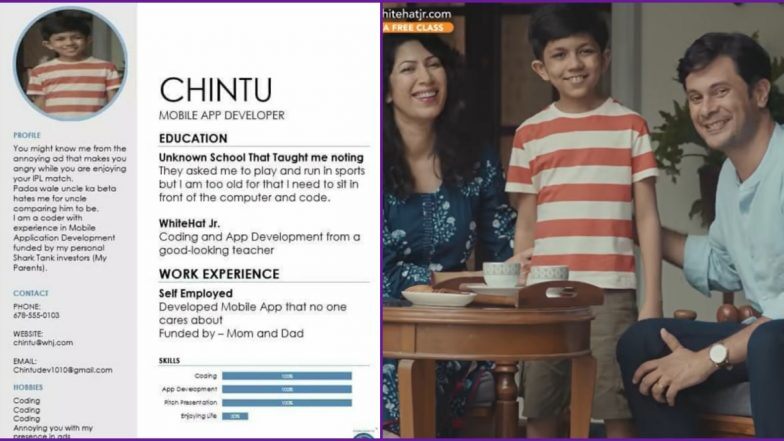 PROFILE
You might know me from the
annoying ad that makes you
angry while you are enjoying
your IPL match.
Pados wale uncle ka beta
hates me for uncle
comparing him to be.
I am a coder with
experience in Mobile
Application Development
funded by my personal
Shark Tank investors (My
Parents).
CONTACT
PHONE:
678-555-0103
WEBSITE:
chintu@whj.com
EMAIL:
Chintudev1010@gmail.com
HOBBIES
Coding
Coding
Coding
Annoying you with my
presence in ads
CHINTU
MOBILE APP DEVELOPER
EDUCATION
Unknown School That Taught me noting
They asked me to play and run in sports
but I am too old for that I need to sit in
front of the computer and code.
WhiteHat Jr.
Coding and App Development from a
good-looking teacher
WORK EXPERIENCE
Self Employed
Developed Mobile App that no one
cares about
Funded by – Mom and Dad
SKILLS
Coding 100%
App Development 100%
Pitch Presentation 100%
Enjoying Life 20%
hitehatjr.com
A FREE CLASS